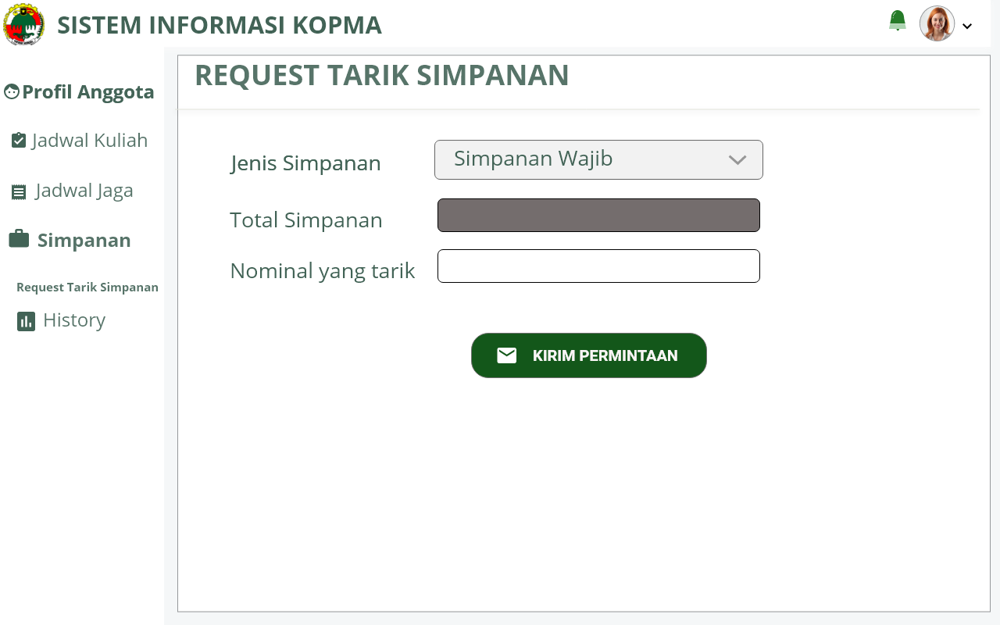 SISTEM INFORMASI KOPMA
Profil Anggota
Jadwal Kuliah
Jadwal Jaga
Simpanan
Request Tarik Simpanan
History
REQUEST TARIK SIMPANAN
Jenis Simpanan
Simpanan Wajib
Total Simpanan
Nominal yang tarik
KIRIM PERMINTAAN